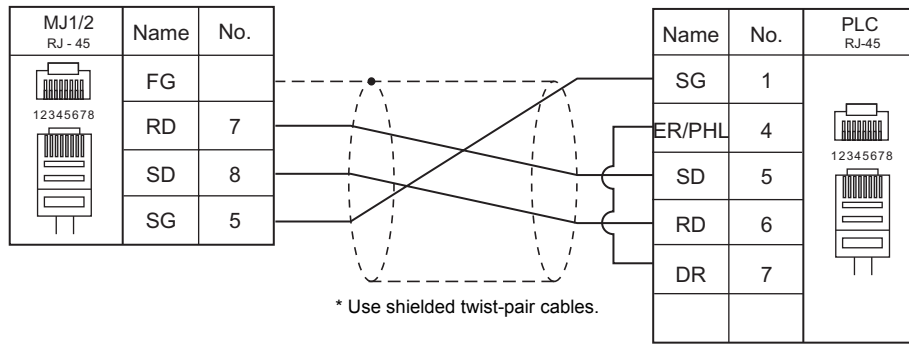 MJ1/2
RJ - 45
Name No.
FG
12345678
RD 7
SD 8
SG 5
Name No.
PLC
RJ-45
SG 1
ER/PHL 4
12345678
SD 5
RD 6
DR 7
* Use shielded twist-pair cables.